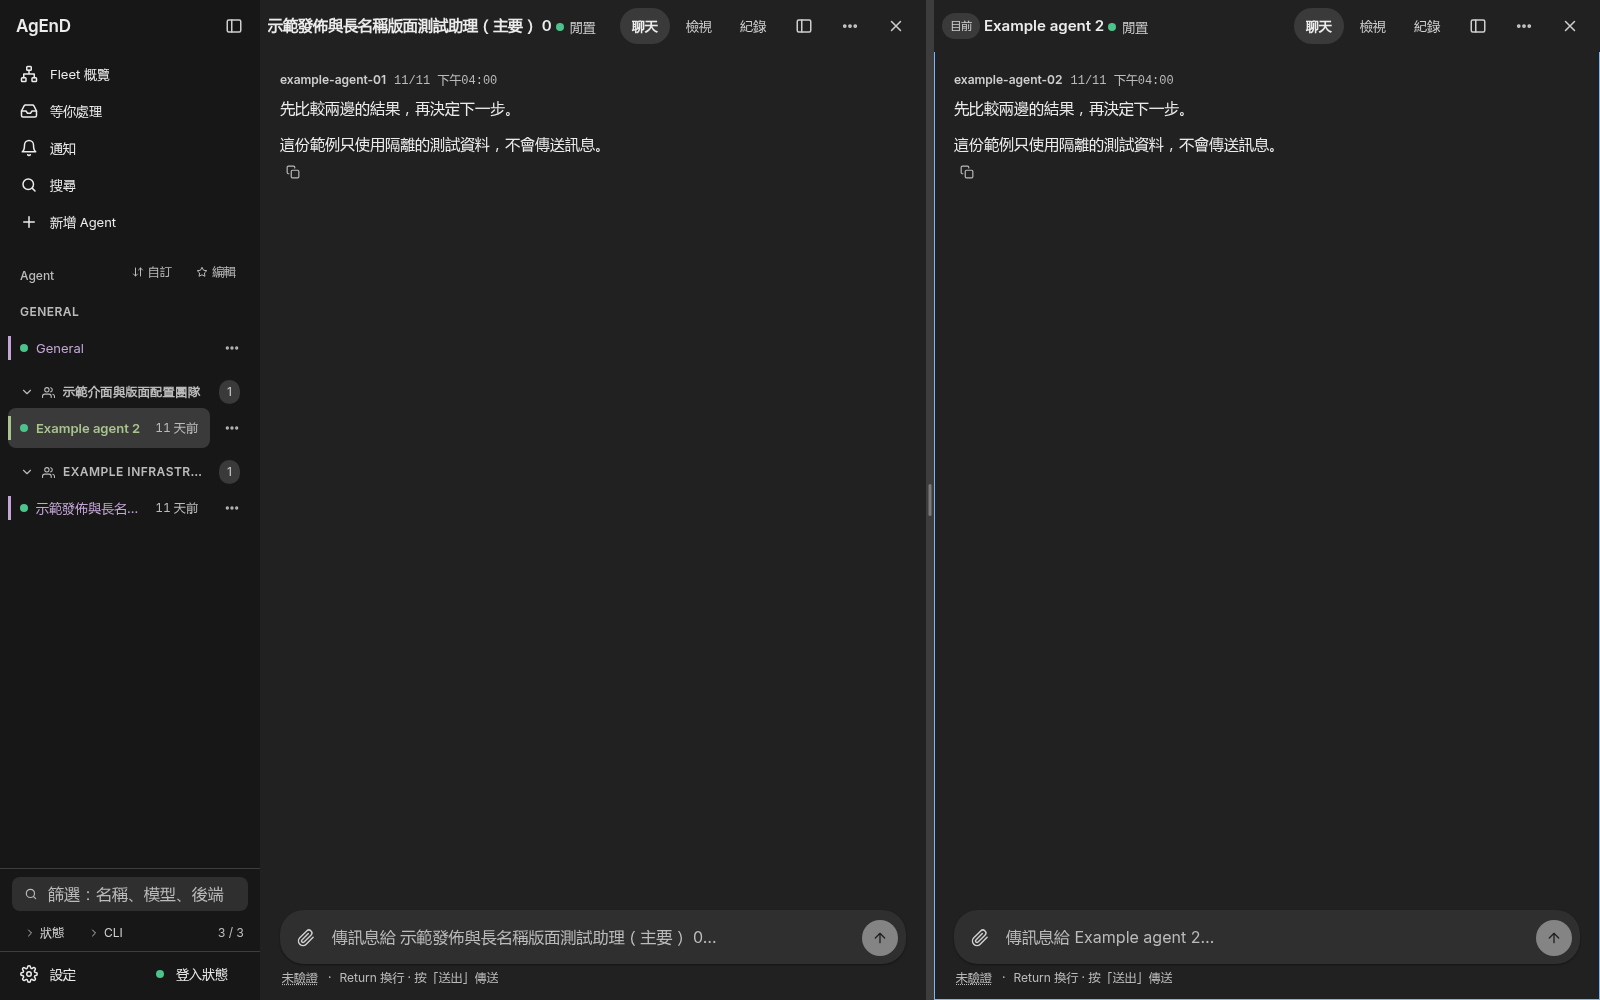 AgEnD
Fleet 概覽
等你處理
通知
搜尋
新增 Agent
Agent
自訂
編輯
GENERAL
General
示範介面與版面配置團隊
1
Example agent 2
11 天前
EXAMPLE INFRASTR...
1
示範發佈與長名...
11 天前
篩選：名稱、模型、後端
狀態
CLI
3 / 3
設定
登入狀態
示範發佈與長名稱版面測試助理（主要）0
閒置
聊天
檢視
紀錄
example-agent-01 11/11 下午04:00
先比較兩邊的結果，再決定下一步。
這份範例只使用隔離的測試資料，不會傳送訊息。
傳訊息給 示範發佈與長名稱版面測試助理（主要）0...
未驗證 · Return 換行 · 按「送出」傳送
目前
Example agent 2
閒置
聊天
檢視
紀錄
example-agent-02 11/11 下午04:00
先比較兩邊的結果，再決定下一步。
這份範例只使用隔離的測試資料，不會傳送訊息。
傳訊息給 Example agent 2...
未驗證 · Return 換行 · 按「送出」傳送